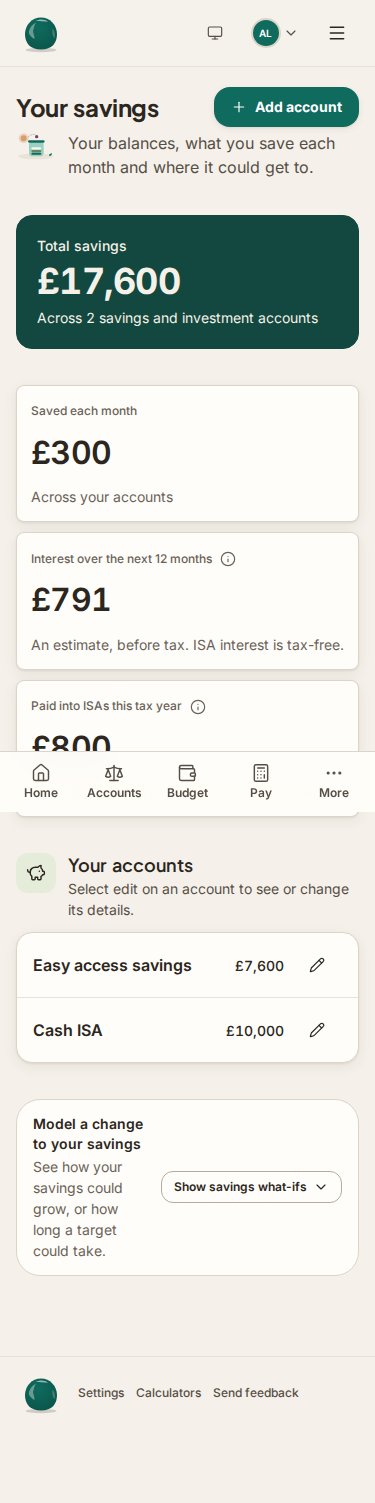 AL
Your savings
Add account
Your balances, what you save each
month and where it could get to.
Total savings
£17,600
Across 2 savings and investment accounts
Saved each month
£300
Across your accounts
Interest over the next 12 months
£791
An estimate, before tax. ISA interest is tax-free.
Paid into ISAs this tax year
£800
Home Accounts Budget Pay More
Your accounts
Select edit on an account to see or change
its details.
Easy access savings £7,600
Cash ISA £10,000
Model a change
to your savings
See how your
savings could
grow, or how
long a target
could take.
Show savings what-ifs
Settings Calculators Send feedback